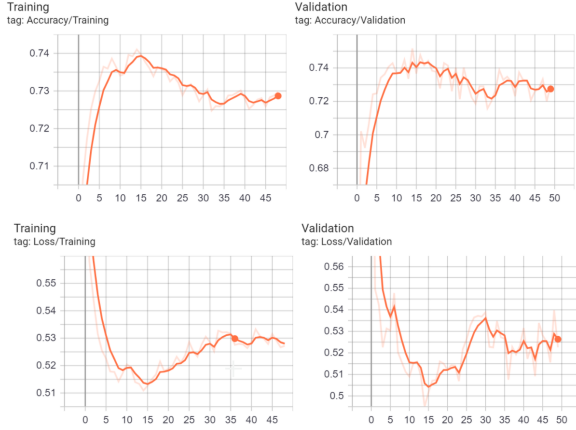 Training
tag: Accuracy/Training
0.74
0.73
0.72
0.71
0 5 10 15 20 25 30 35 40 45
Validation
tag: Accuracy/Validation
0.74
0.72
0.7
0.68
0 5 10 15 20 25 30 35 40 45 50
Training
tag: Loss/Training
0.55
0.54
0.53
0.52
0.51
0 5 10 15 20 25 30 35 40 45
Validation
tag: Loss/Validation
0.56
0.55
0.54
0.53
0.52
0.51
0.5
0 5 10 15 20 25 30 35 40 45 50